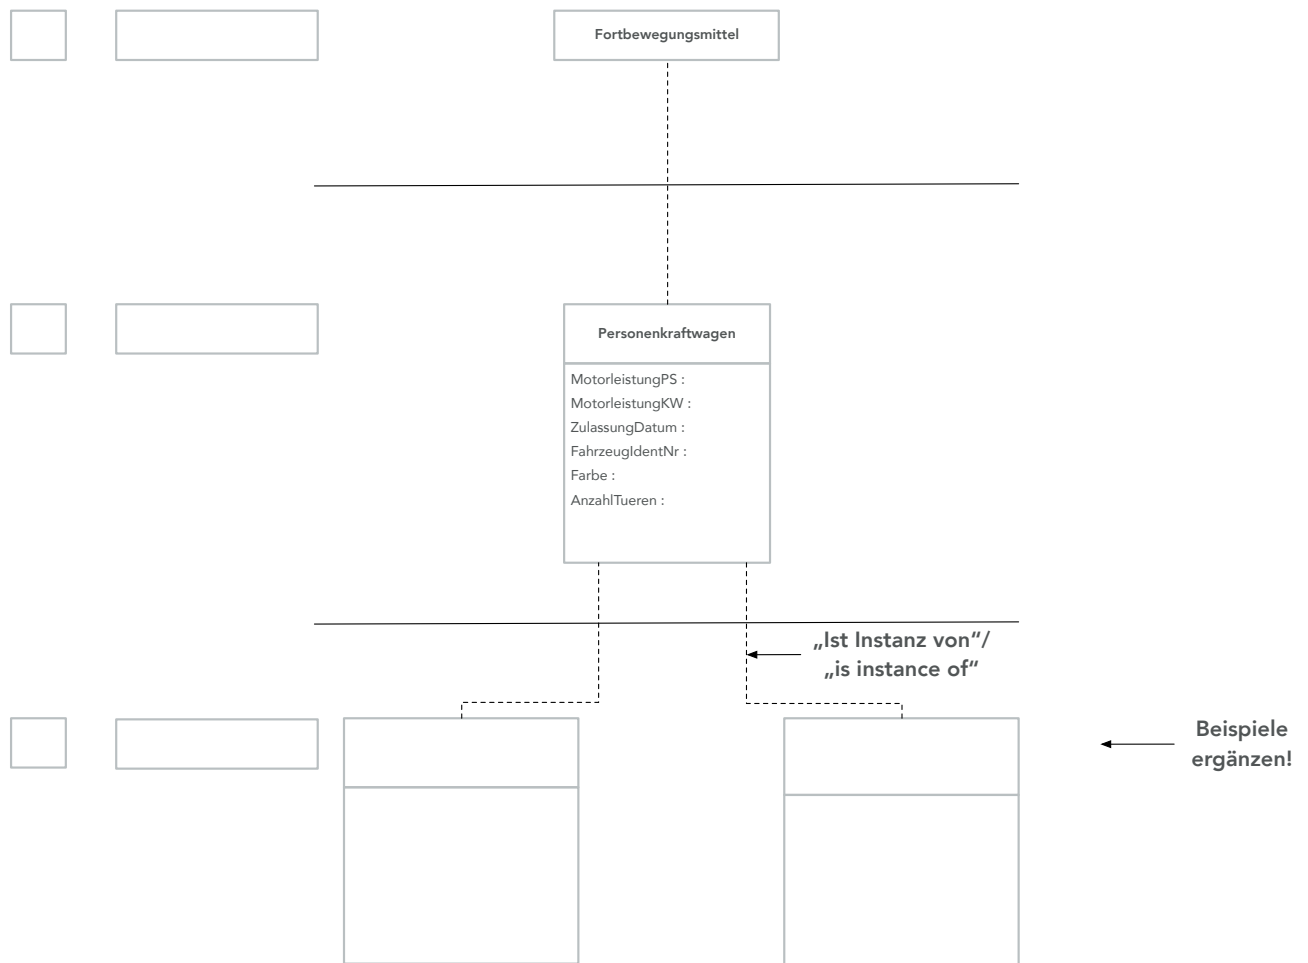 Fortbewegungsmittel
Personenkraftwagen
MotorleistungPS :
MotorleistungKW :
ZulassungDatum :
FahrzeugIdentNr :
Farbe :
AnzahlTueren :
„Ist Instanz von“/
„is instance of“
Beispiele
ergänzen!